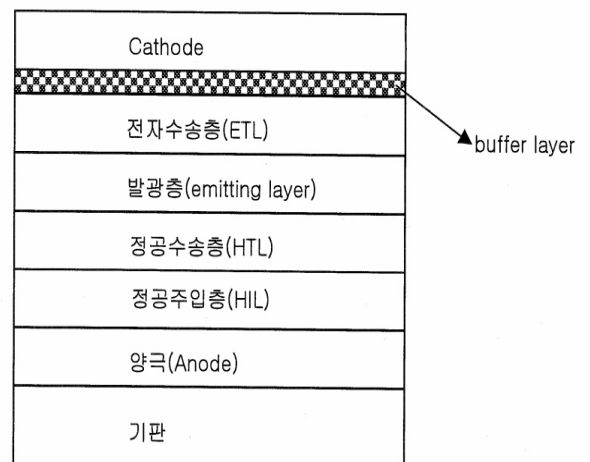 Cathode
buffer layer
전자수송층(ETL)
발광층(emitting layer)
정공수송층(HTL)
정공주입층(HIL)
양극(Anode)
기판